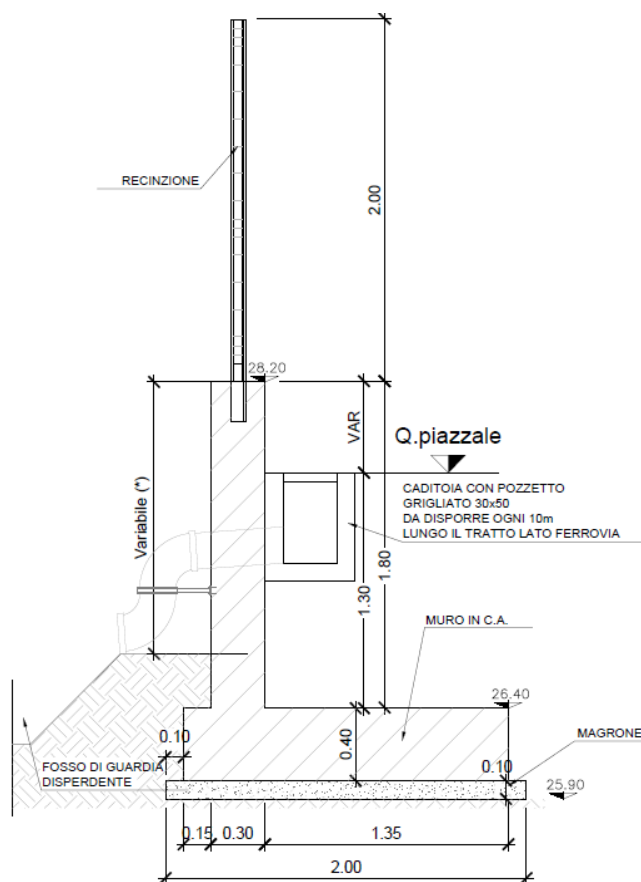 RECINZIONE
2.00
28.20
VAR
Q.piazzale
CADITOIA CON POZZETTO
GRIGLIATO 30x50
DA DISPORRE OGNI 10m
LUNGO IL TRATTO LATO FERROVIA
Variabile (*)
1.80
1.30
MURO IN C.A.
26.40
0.10
0.40
MAGRONE
FOSSO DI GUARDIA
DISPERDENTE
0.10
25.90
0.15
0.30
1.35
2.00